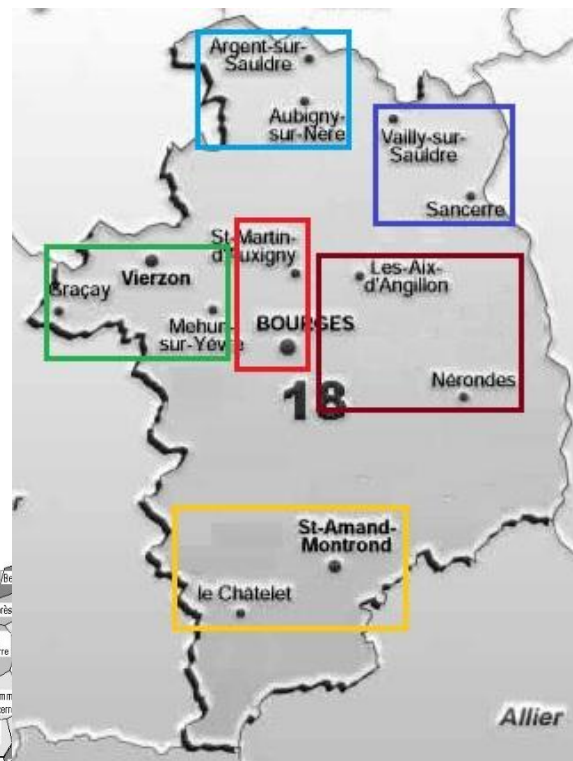 Argent-sur-
Sauldre
Aubigny-
sur-Nère
Vailly-sur-
Sauldre
Sancerre
St-Martin-
d'Auxigny
Les-Aix-
d'Angillon
Vierzon
Graçay
Mehun-
sur-Yèvre
BOURGES
Nérondes
18
St-Amand-
Montrond
le Châtelet
Allier